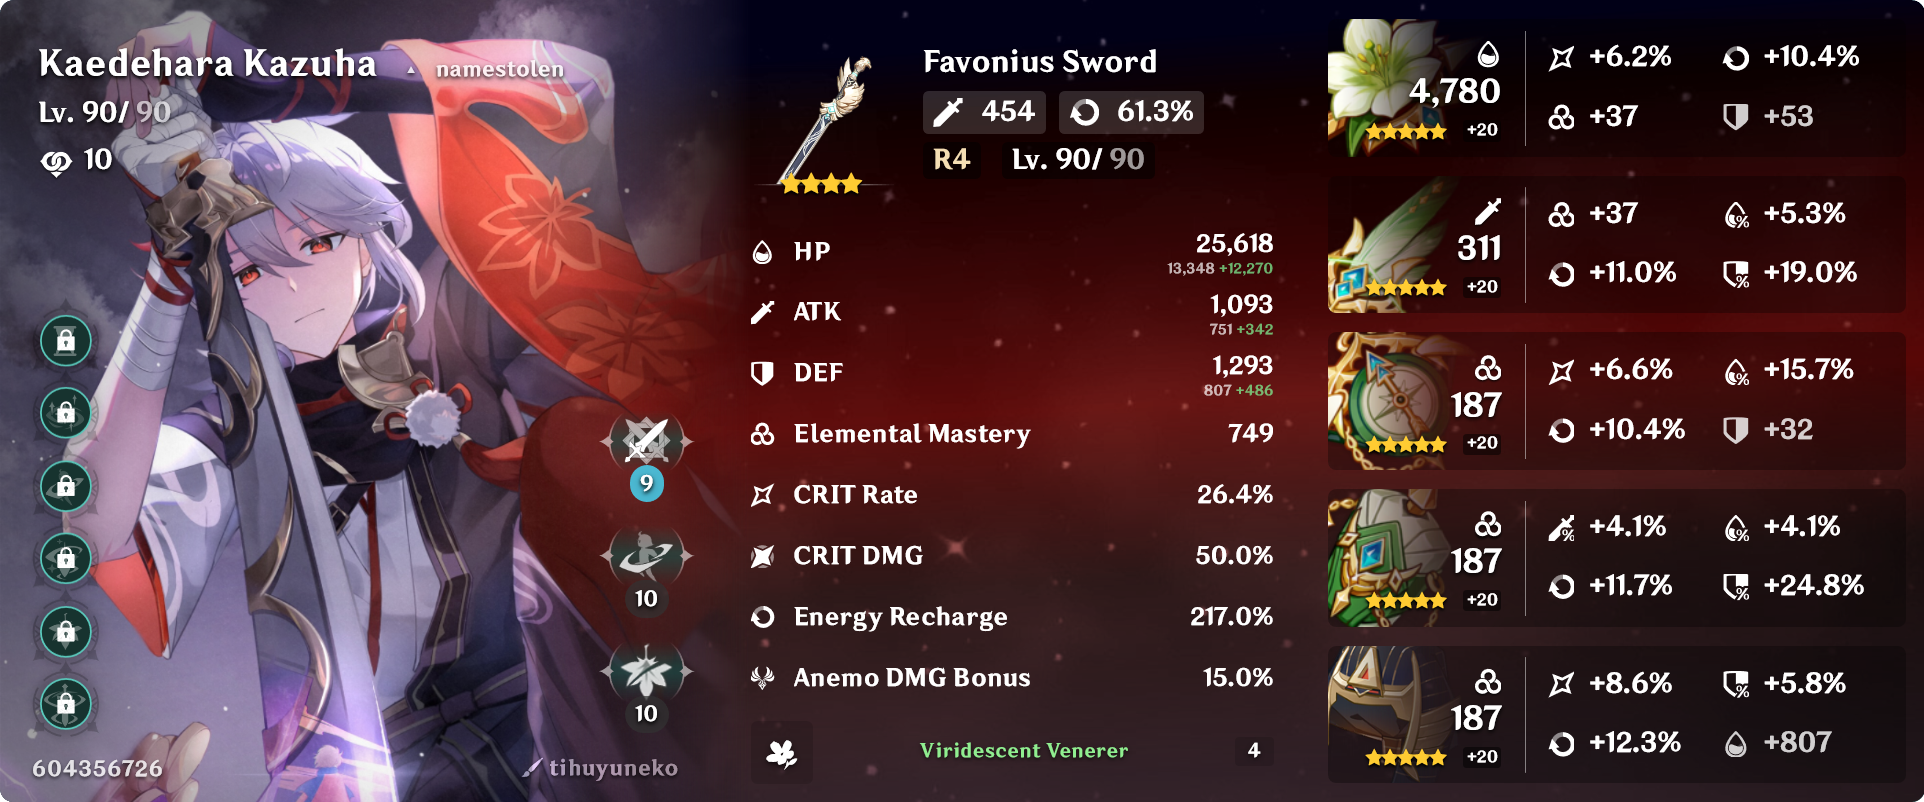 Kaedehara Kazuha
namestolen
Lv. 90/ 90
10
9
10
10
604356726
tihuyuneko
Favonius Sword
454 61.3%
R4 Lv. 90/ 90
HP 25,618
13,348 +12,270
ATK 1,093
751 +342
DEF 1,293
807 +486
Elemental Mastery 749
CRIT Rate 26.4%
CRIT DMG 50.0%
Energy Recharge 217.0%
Anemo DMG Bonus 15.0%
Viridescent Venerer 4
4,780
+20
+6.2% +10.4%
+37 +53
311
+20
+37 +5.3%
+11.0% +19.0%
187
+20
+6.6% +15.7%
+10.4% +32
187
+20
+4.1% +4.1%
+11.7% +24.8%
187
+20
+8.6% +5.8%
+12.3% +807